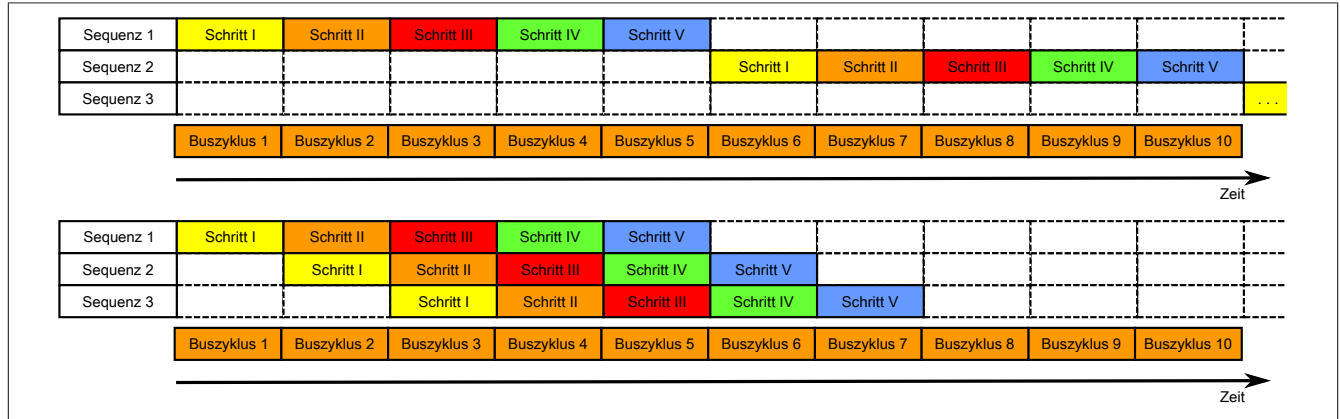 Sequenz 1 Schritt I Schritt II Schritt III Schritt IV Schritt V
Sequenz 2 Schritt I Schritt II Schritt III Schritt IV Schritt V
Sequenz 3 . . .
Buszyklus 1 Buszyklus 2 Buszyklus 3 Buszyklus 4 Buszyklus 5 Buszyklus 6 Buszyklus 7 Buszyklus 8 Buszyklus 9 Buszyklus 10
Zeit
Sequenz 1 Schritt I Schritt II Schritt III Schritt IV Schritt V
Sequenz 2 Schritt I Schritt II Schritt III Schritt IV Schritt V
Sequenz 3 Schritt I Schritt II Schritt III Schritt IV Schritt V
Buszyklus 1 Buszyklus 2 Buszyklus 3 Buszyklus 4 Buszyklus 5 Buszyklus 6 Buszyklus 7 Buszyklus 8 Buszyklus 9 Buszyklus 10
Zeit